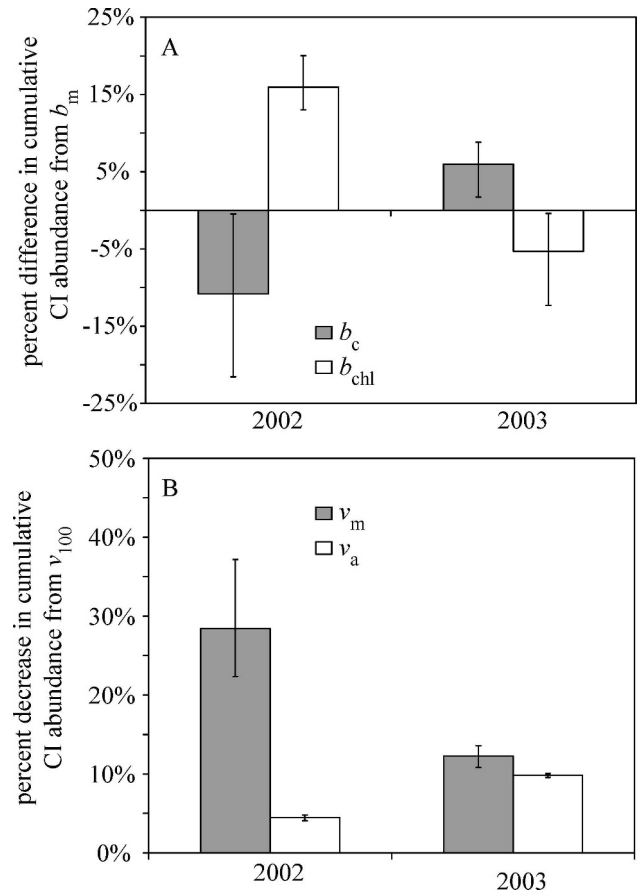 percent difference in cumulative
CI abundance from bm
25%
15%
5%
-5%
-15%
-25%
A
bc
bchl
2002
2003
percent decrease in cumulative
CI abundance from v100
50%
40%
30%
20%
10%
0%
B
vm
va
2002
2003